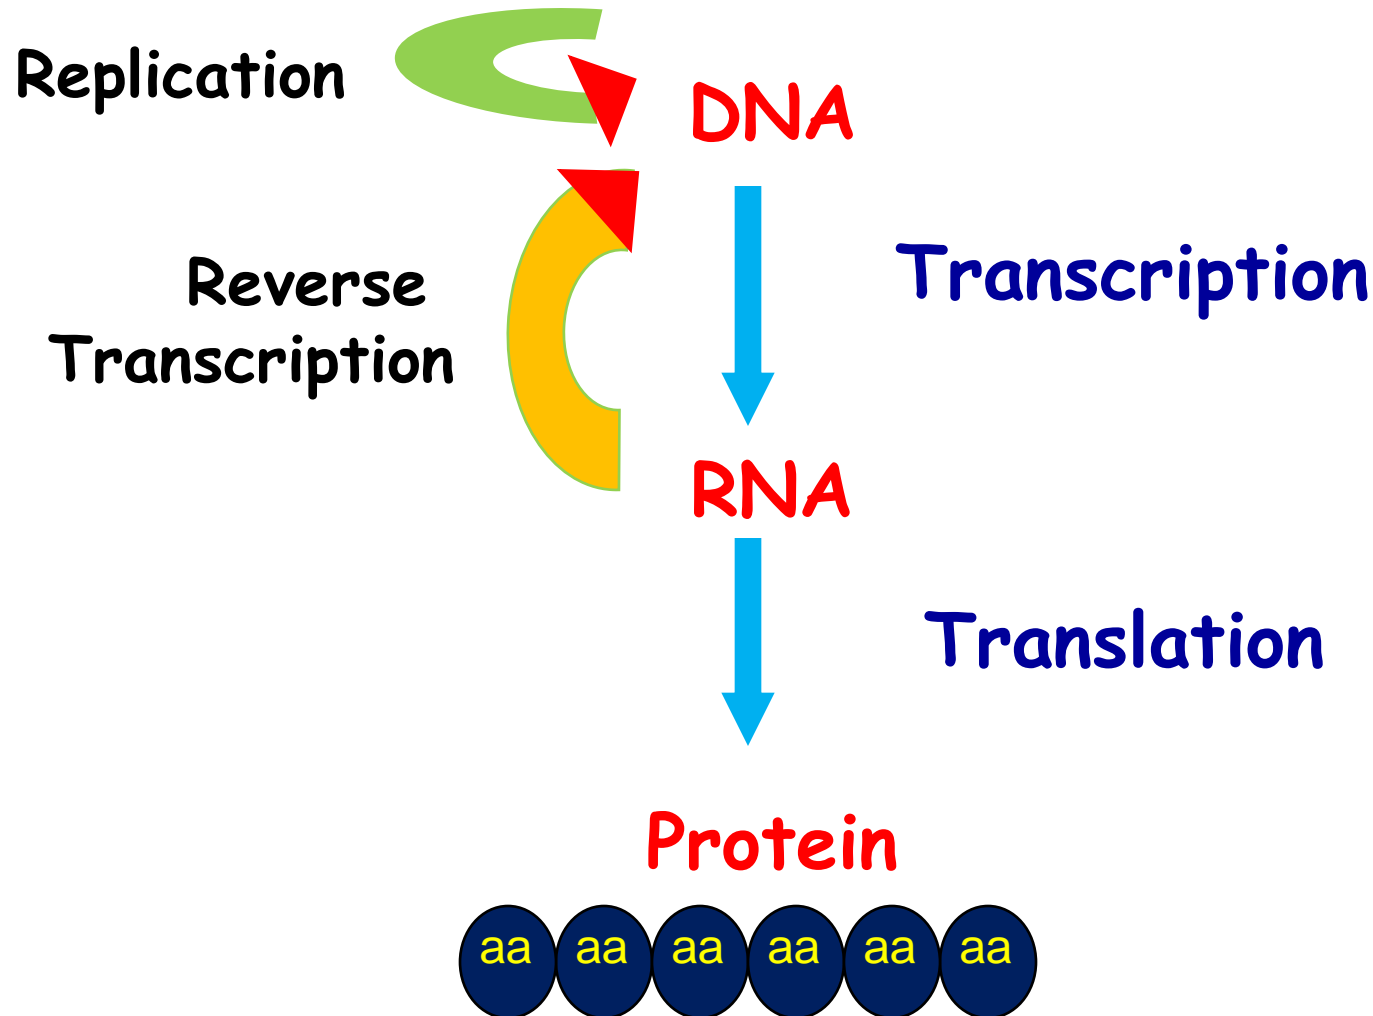 Replication
DNA
Reverse
Transcription
Transcription
RNA
Translation
Protein
aa aa aa aa aa aa